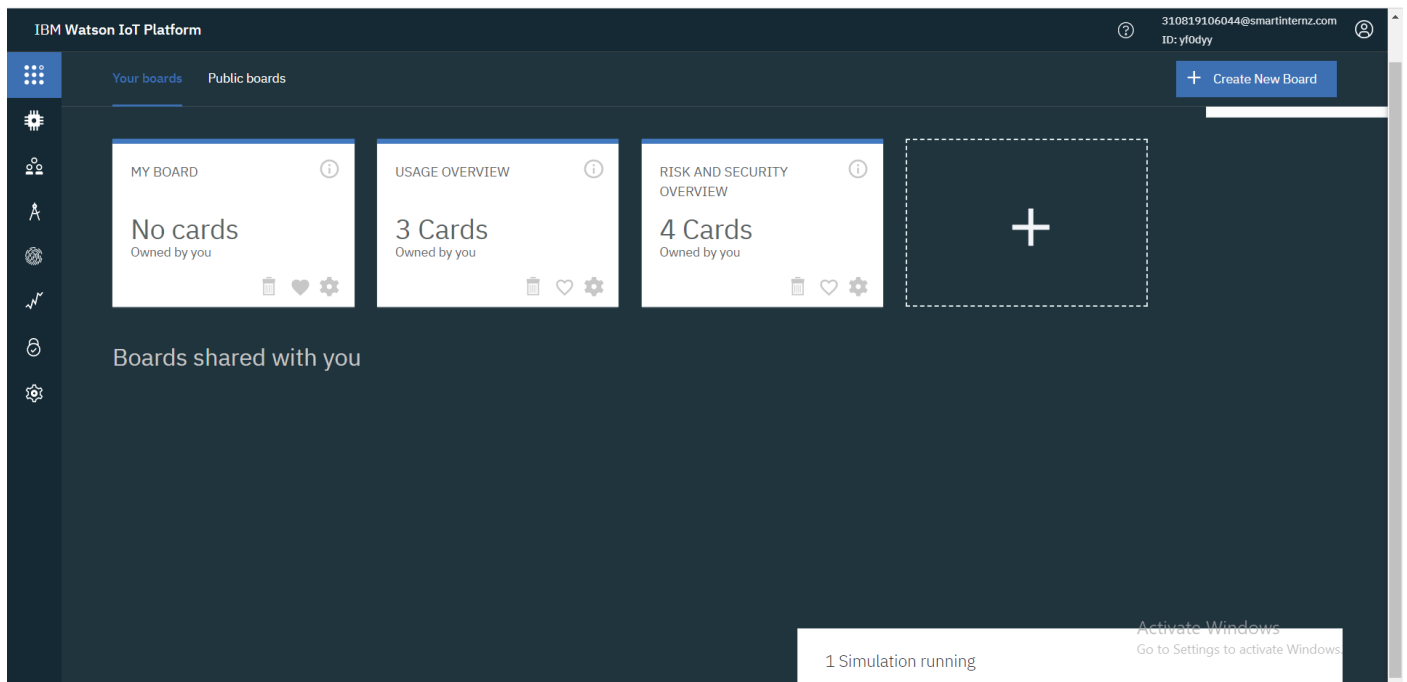 IBM Watson IoT Platform
310819106044@smartinternz.com
ID: yf0dyy
Your boards
Public boards
Create New Board
MY BOARD
No cards
Owned by you
USAGE OVERVIEW
3 Cards
Owned by you
RISK AND SECURITY
OVERVIEW
4 Cards
Owned by you
Boards shared with you
1 Simulation running
Activate Windows
Go to Settings to activate Windows.